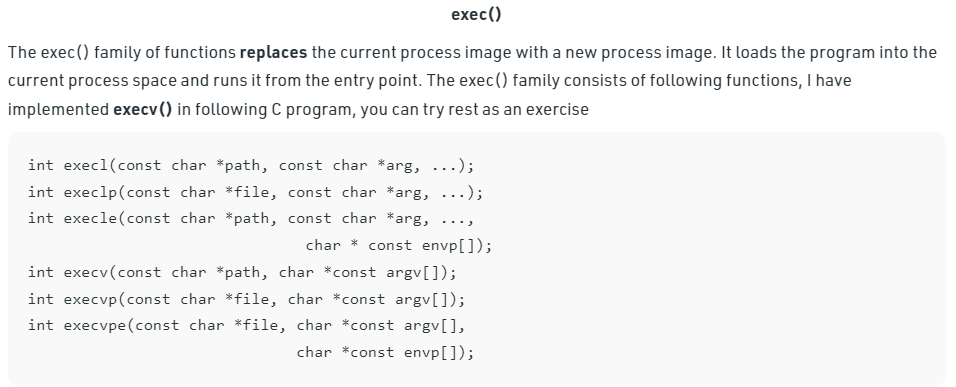 exec()
The exec() family of functions replaces the current process image with a new process image. It loads the program into the
current process space and runs it from the entry point. The exec() family consists of following functions, I have
implemented execv() in following C program, you can try rest as an exercise
int execl(const char *path, const char *arg, ...);
int execlp(const char *file, const char *arg, ...);
int execle(const char *path, const char *arg, ...,
char * const envp[]);
int execv(const char *path, char *const argv[]);
int execvp(const char *file, char *const argv[]);
int execvpe(const char *file, char *const argv[],
char *const envp[]);